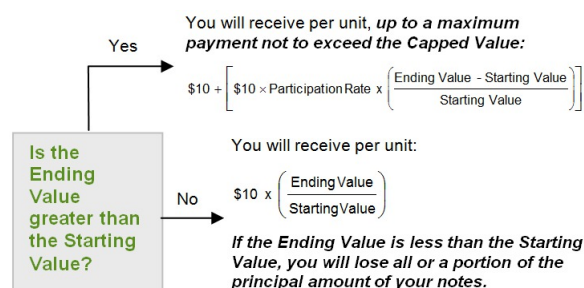 You will receive per unit, up to a maximum
payment not to exceed the Capped Value:
Yes
$10 + [$10 × Participation Rate x (Ending Value - Starting Value / Starting Value)]
Is the
Ending
Value
greater than
the Starting
Value?
No
You will receive per unit:
$10 x (Ending Value / Starting Value)
If the Ending Value is less than the Starting
Value, you will lose all or a portion of the
principal amount of your notes.